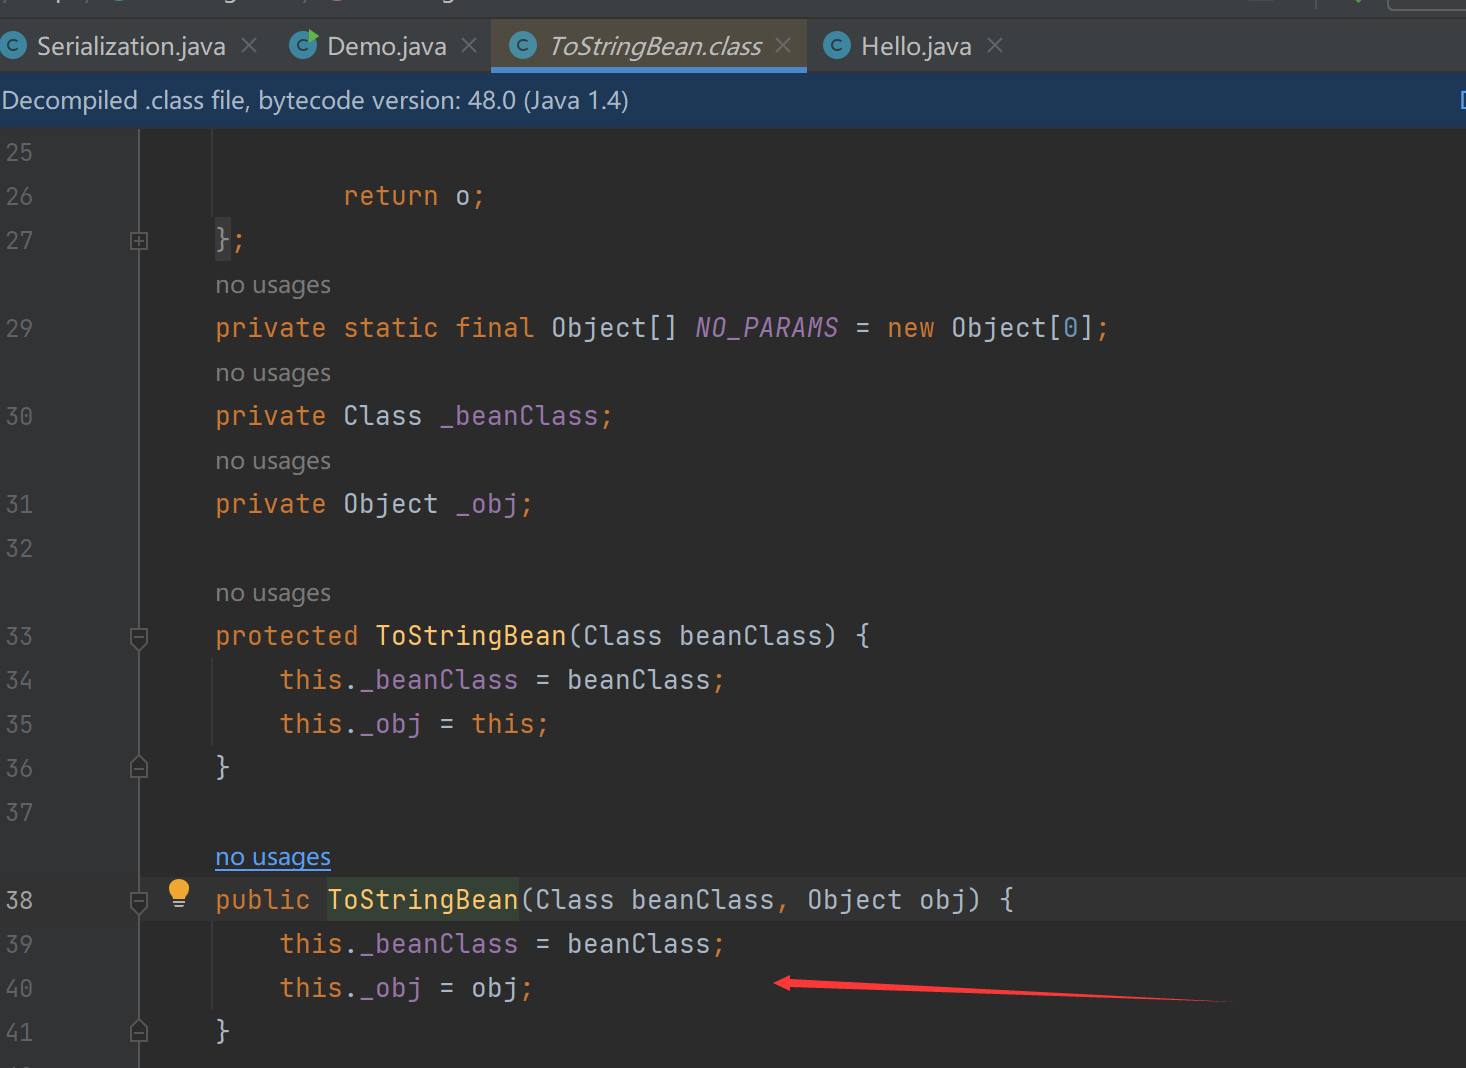 Serialization.java Demo.java ToStringBean.class Hello.java
Decompiled .class file, bytecode version: 48.0 (Java 1.4)
25
26 return o;
27 };
no usages
29 private static final Object[] NO_PARAMS = new Object[0];
no usages
30 private Class _beanClass;
no usages
31 private Object _obj;
32
no usages
33 protected ToStringBean(Class beanClass) {
34 this._beanClass = beanClass;
35 this._obj = this;
36 }
37
no usages
38 public ToStringBean(Class beanClass, Object obj) {
39 this._beanClass = beanClass;
40 this._obj = obj;
41 }